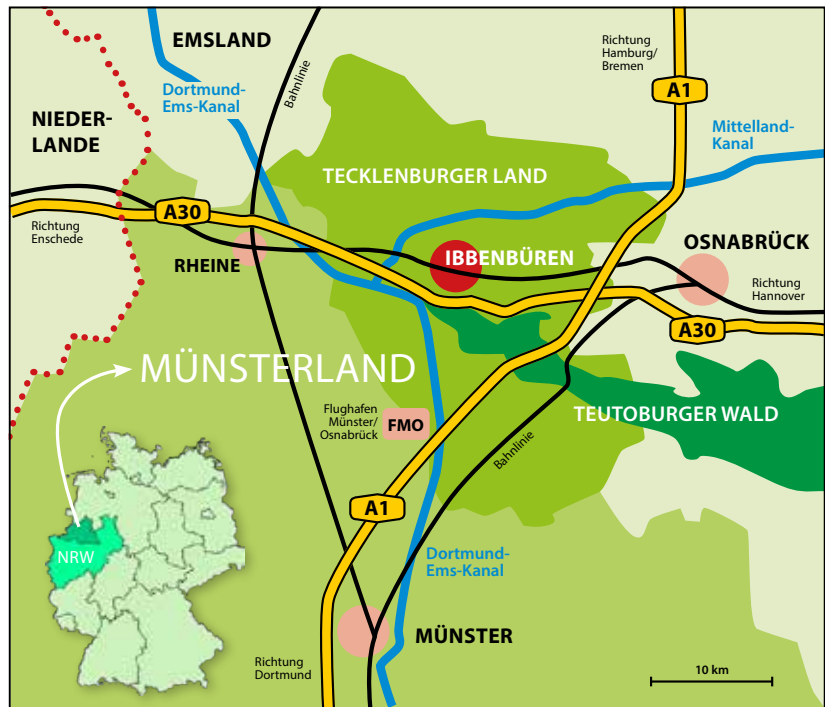 EMSLAND
Richtung
Hamburg/
Bremen
Bahnlinie
Dortmund-
Ems-Kanal
A1
NIEDER-
LANDE
Mittelland-
Kanal
TECKLENBURGER LAND
A30
Richtung
Enschede
RHEINE
IBBENBÜREN
OSNABRÜCK
Richtung
Hannover
A30
MÜNSTERLAND
Flughafen
Münster/
Osnabrück
FMO
TEUTOBURGER WALD
Bahnlinie
A1
NRW
Dortmund-
Ems-Kanal
MÜNSTER
Richtung
Dortmund
10 km